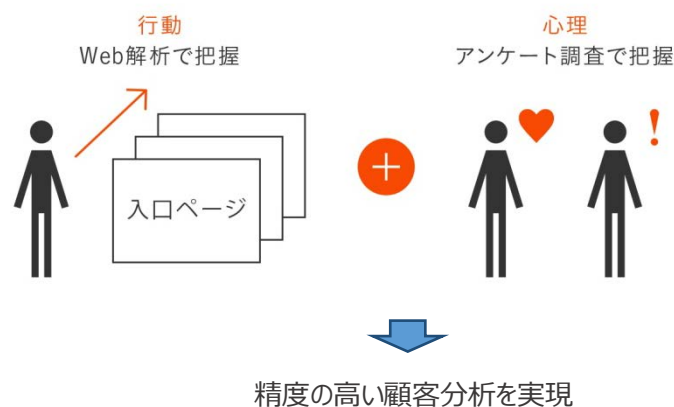 行動
Web解析で把握
心理
アンケート調査で把握
入口ページ
!
精度の高い顧客分析を実現